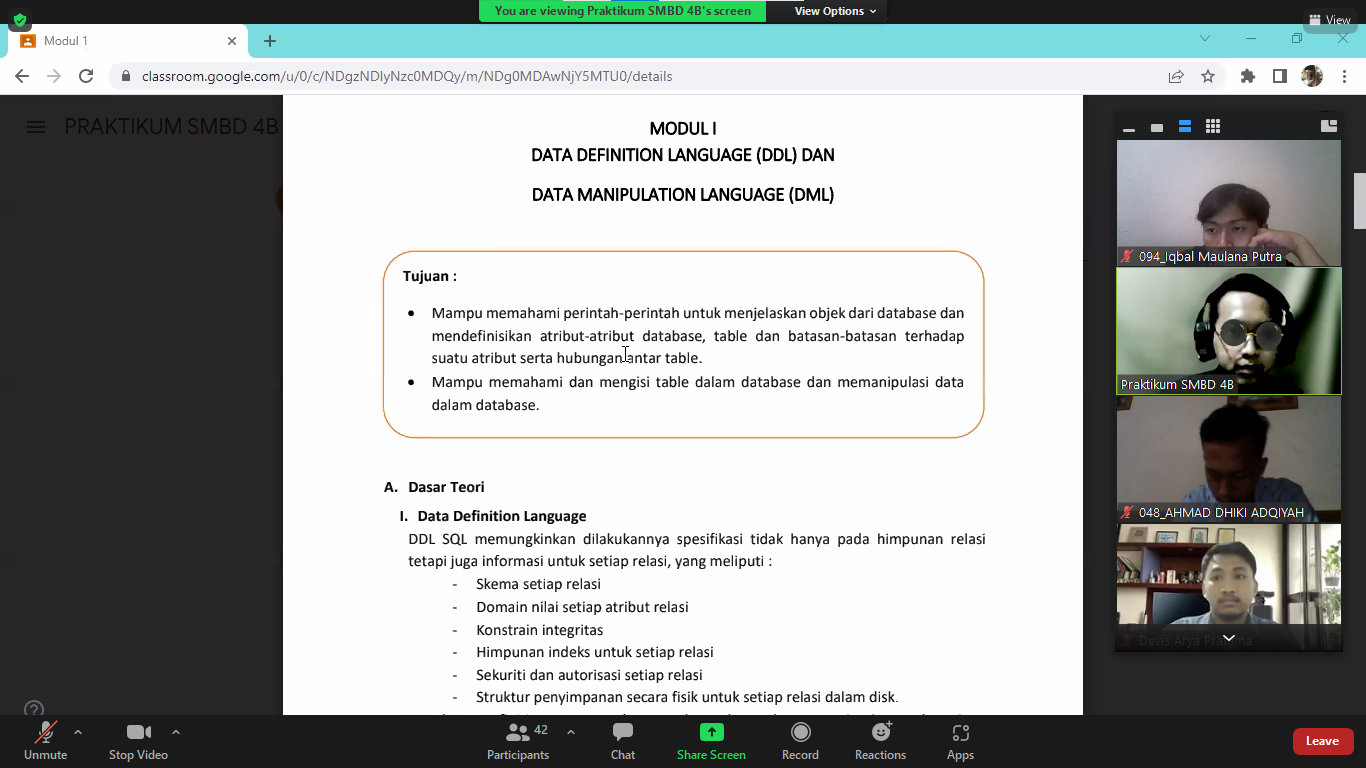 You are viewing Praktikum SMBD 4B's screen
View Options
View
Modul 1
classroom.google.com/u/0/c/NDgzNDIyNzc0MDQy/m/NDg0MDAwNjY5MTU0/details
PRAKTIKUM SMBD 4B
MODUL I
DATA DEFINITION LANGUAGE (DDL) DAN
DATA MANIPULATION LANGUAGE (DML)
Tujuan :
• Mampu memahami perintah-perintah untuk menjelaskan objek dari database dan
mendefinisikan atribut-atribut database, table dan batasan-batasan terhadap
suatu atribut serta hubungan antar table.
• Mampu memahami dan mengisi table dalam database dan memanipulasi data
dalam database.
A. Dasar Teori
I. Data Definition Language
DDL SQL memungkinkan dilakukannya spesifikasi tidak hanya pada himpunan relasi
tetapi juga informasi untuk setiap relasi, yang meliputi :
- Skema setiap relasi
- Domain nilai setiap atribut relasi
- Konstrain integritas
- Himpunan indeks untuk setiap relasi
- Sekuriti dan autorisasi setiap relasi
- Struktur penyimpanan secara fisik untuk setiap relasi dalam disk.
094_Iqbal Maulana Putra
Praktikum SMBD 4B
048_AHMAD DHIKI ADQIYAH
Devis Arya Pratama
Unmute
Stop Video
Participants
42
Chat
Share Screen
Record
Reactions
Apps
Leave